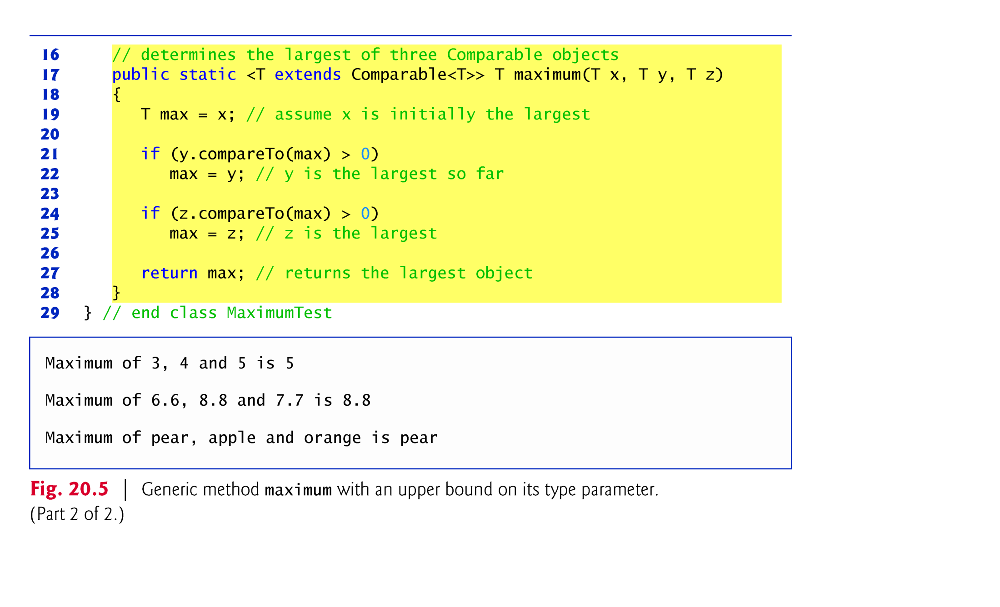 16 // determines the largest of three Comparable objects
17 public static <T extends Comparable<T>> T maximum(T x, T y, T z)
18 {
19 T max = x; // assume x is initially the largest
20
21 if (y.compareTo(max) > 0)
22 max = y; // y is the largest so far
23
24 if (z.compareTo(max) > 0)
25 max = z; // z is the largest
26
27 return max; // returns the largest object
28 }
29 } // end class MaximumTest
Maximum of 3, 4 and 5 is 5
Maximum of 6.6, 8.8 and 7.7 is 8.8
Maximum of pear, apple and orange is pear
Fig. 20.5 | Generic method maximum with an upper bound on its type parameter.
(Part 2 of 2.)